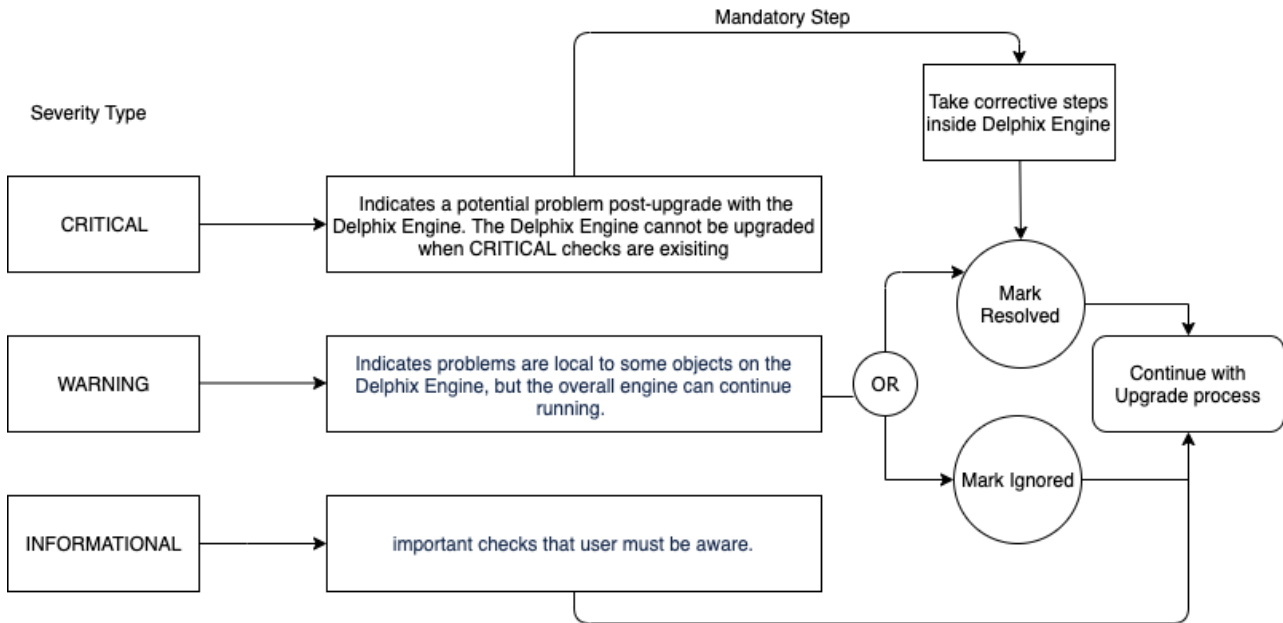 Mandatory Step
Severity Type
Take corrective steps
inside Delphix Engine
CRITICAL
Indicates a potential problem post-upgrade with the
Delphix Engine. The Delphix Engine cannot be upgraded
when CRITICAL checks are exisiting
Mark
Resolved
WARNING
Indicates problems are local to some objects on the
Delphix Engine, but the overall engine can continue
running.
OR
Continue with
Upgrade process
Mark Ignored
INFORMATIONAL
important checks that user must be aware.